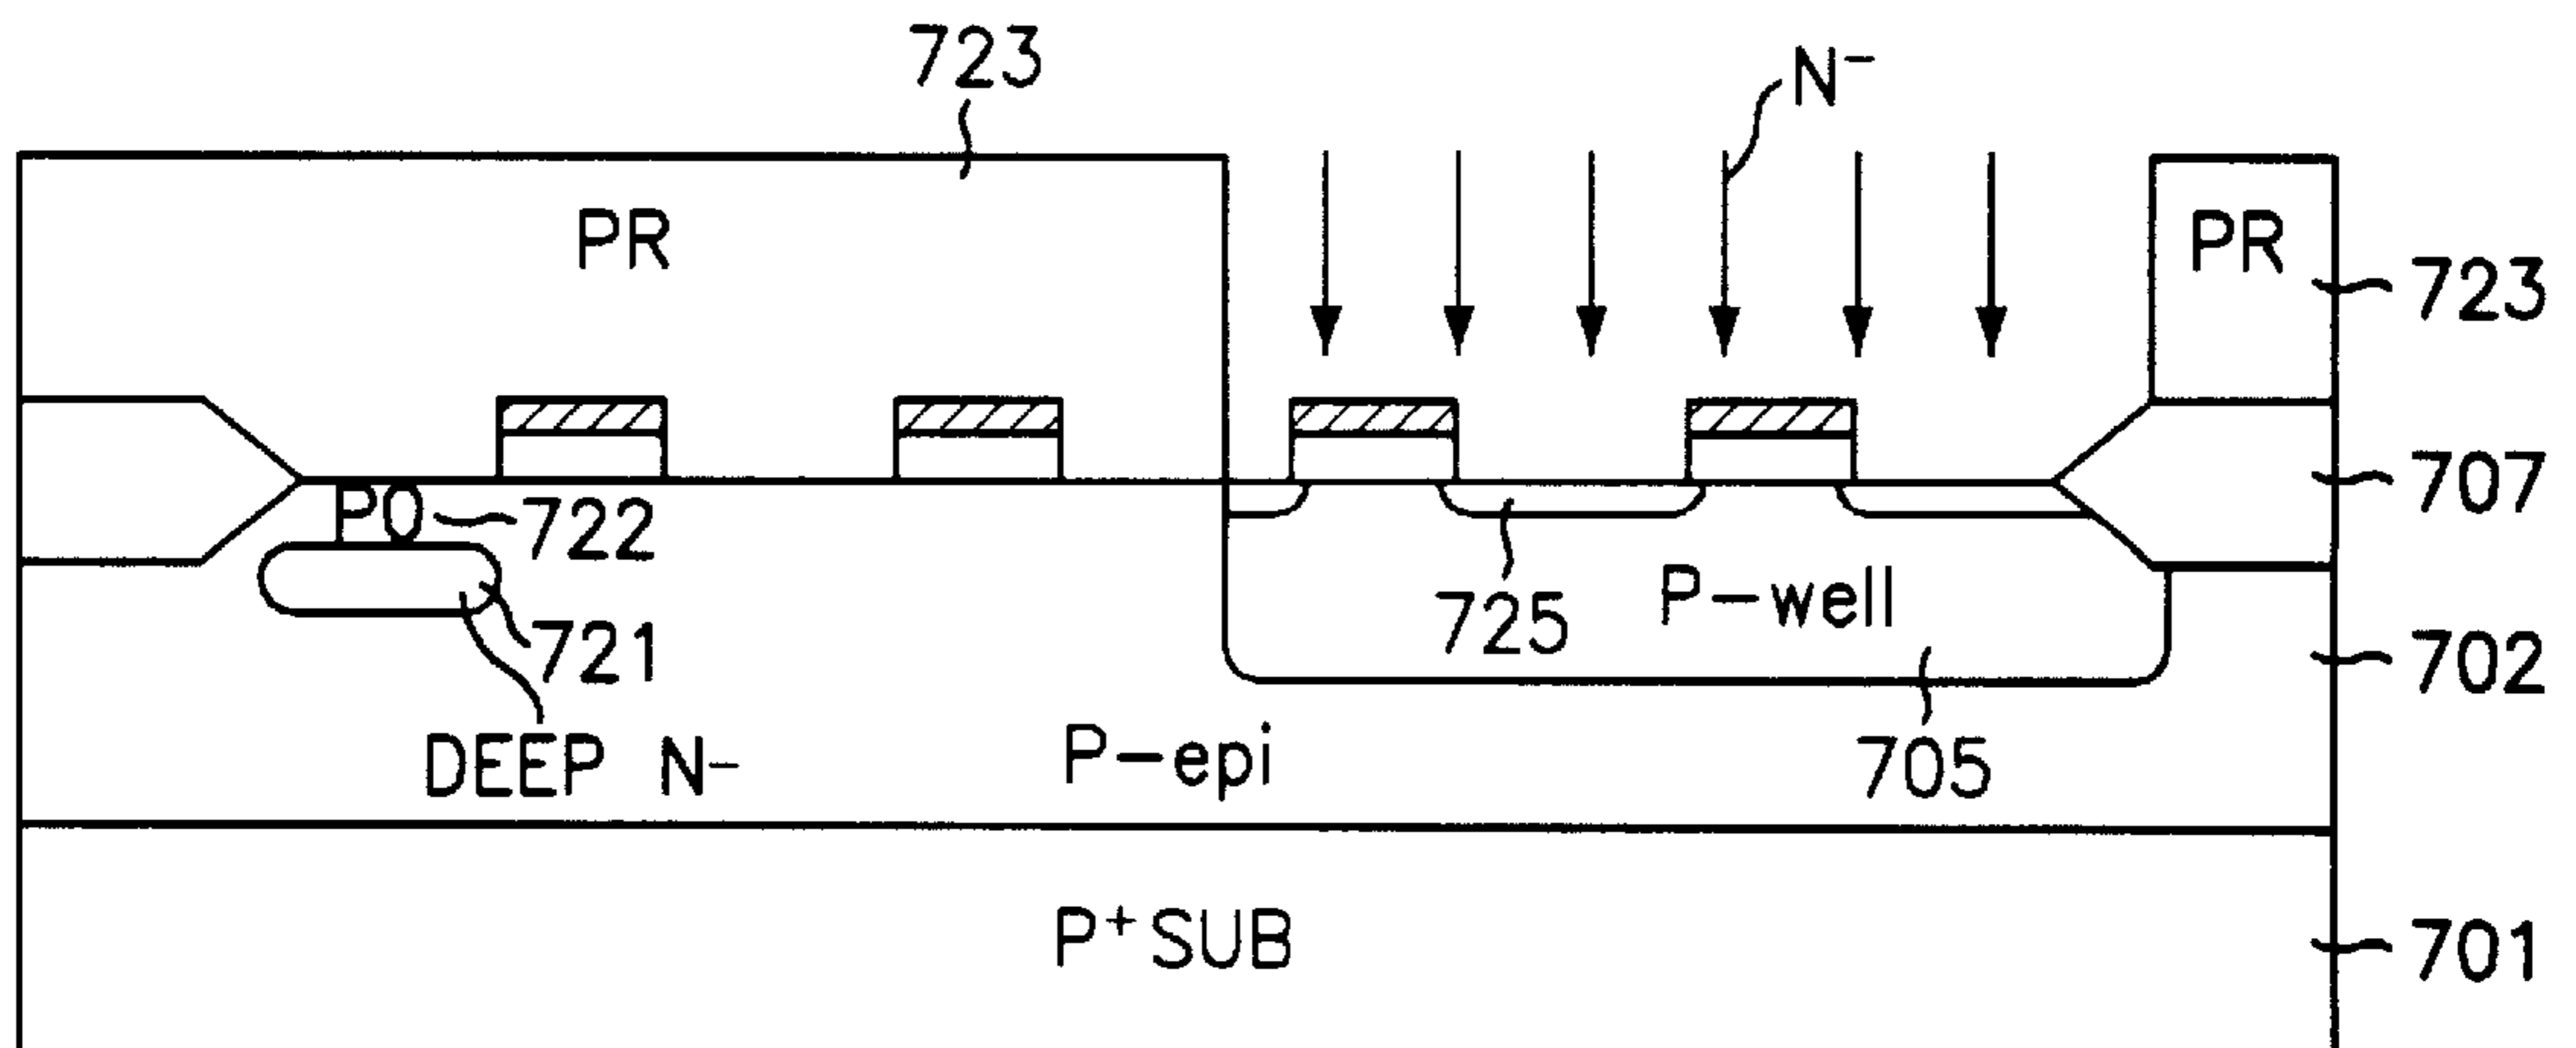 723
N⁻
PR
PR
723
707
PO
722
725
P-well
702
721
DEEP N-
P-epi
705
P⁺SUB
701